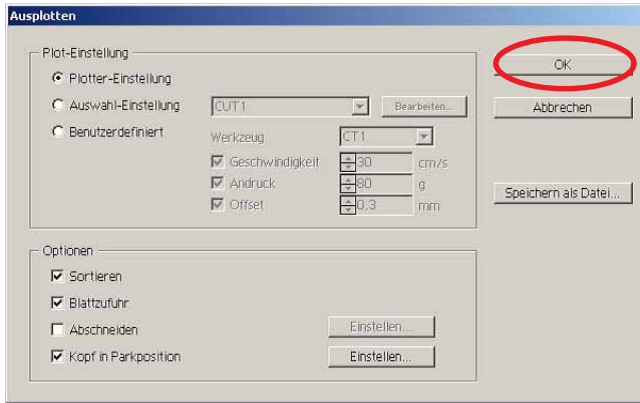 Ausplotten
Plot-Einstellung
Plotter-Einstellung
OK
Auswahl-Einstellung CUT1 Bearbeiten...
Abbrechen
Benutzerdefiniert
Werkzeug CT1
Geschwindigkeit 30 cm/s
Andruck 80 g
Offset 0,3 mm
Speichern als Datei...
Optionen
Sortieren
Blattzufuhr
Abschneiden Einstellen...
Kopf in Parkposition Einstellen...